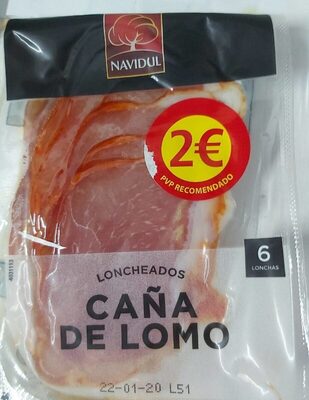 NAVIDUL
2€
PVP RECOMENDADO
6
LONCHAS
LONCHEADOS
CAÑA
DE LOMO
22-01-20 L51